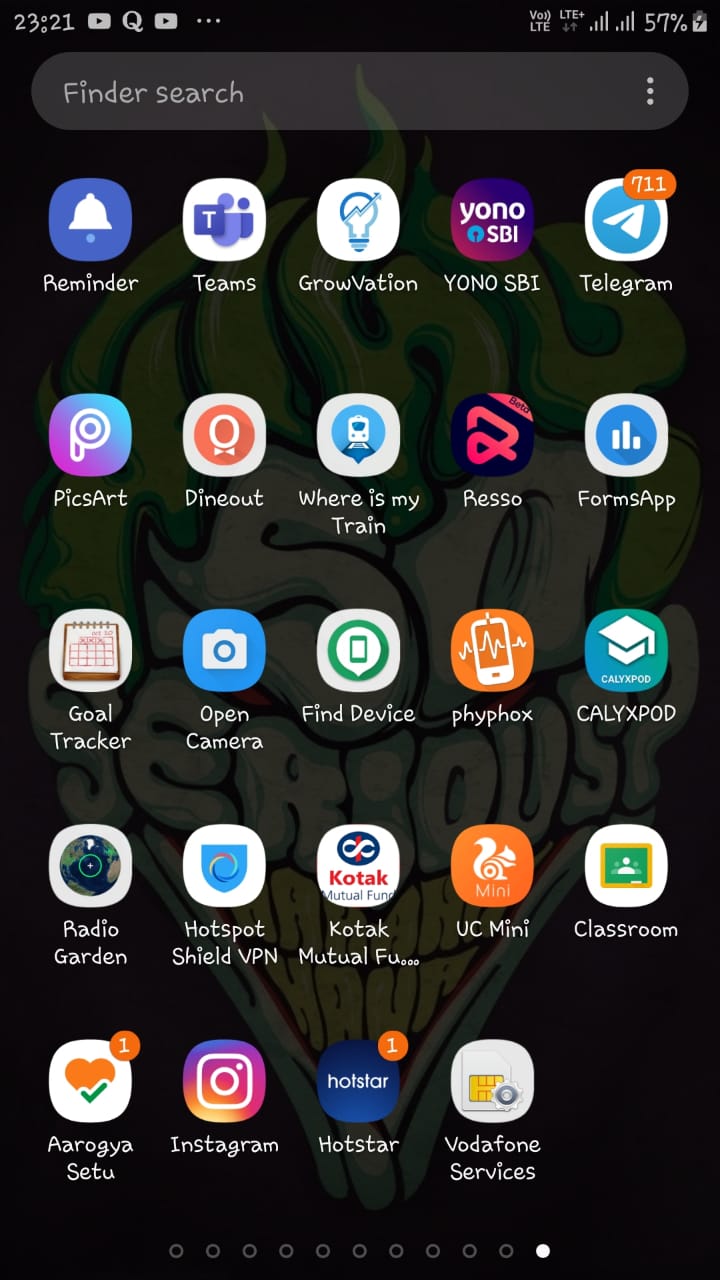 23:21
Vo))
LTE
LTE+
57%
Finder search
711
yono
SBI
T
Reminder
Teams
GrowVation
YONO SBI
Telegram
Beta
PicsArt
Dineout
Where is my
Train
Resso
FormsApp
CALYXPOD
Goal
Tracker
Open
Camera
Find Device
phyphox
CALYXPOD
Kotak
Mutual Fund
Mini
Radio
Garden
Hotspot
Shield VPN
Kotak
Mutual Fu...
UC Mini
Classroom
1
1
hotstar
Aarogya
Setu
Instagram
Hotstar
Vodafone
Services
SO
SERIOUS?